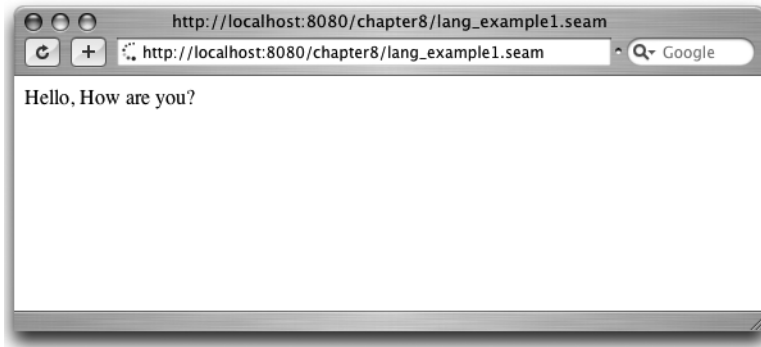 http://localhost:8080/chapter8/lang_example1.seam
http://localhost:8080/chapter8/lang_example1.seam Google
Hello, How are you?